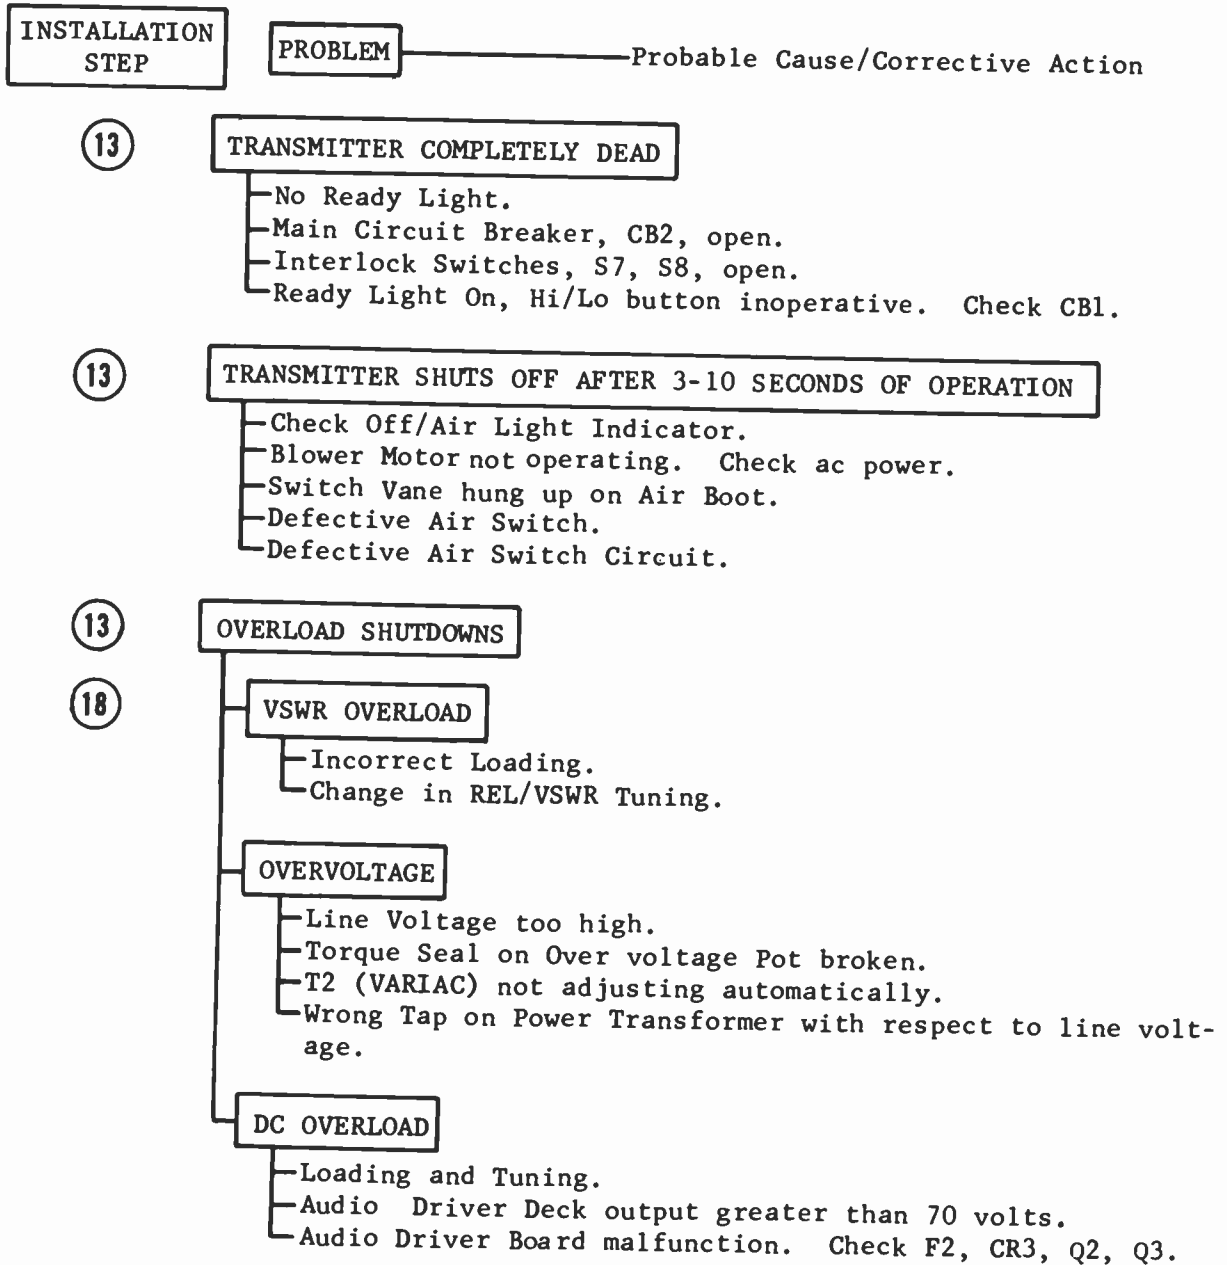 INSTALLATION
STEP
PROBLEM
Probable Cause/Corrective Action
13
TRANSMITTER COMPLETELY DEAD
No Ready Light.
Main Circuit Breaker, CB2, open.
Interlock Switches, S7, S8, open.
Ready Light On, Hi/Lo button inoperative. Check CB1.
13
TRANSMITTER SHUTS OFF AFTER 3-10 SECONDS OF OPERATION
Check Off/Air Light Indicator.
Blower Motor not operating. Check ac power.
Switch Vane hung up on Air Boot.
Defective Air Switch.
Defective Air Switch Circuit.
13
OVERLOAD SHUTDOWNS
18
VSWR OVERLOAD
Incorrect Loading.
Change in REL/VSWR Tuning.
OVERVOLTAGE
Line Voltage too high.
Torque Seal on Over voltage Pot broken.
T2 (VARIAC) not adjusting automatically.
Wrong Tap on Power Transformer with respect to line volt-
age.
DC OVERLOAD
Loading and Tuning.
Audio Driver Deck output greater than 70 volts.
Audio Driver Board malfunction. Check F2, CR3, Q2, Q3.